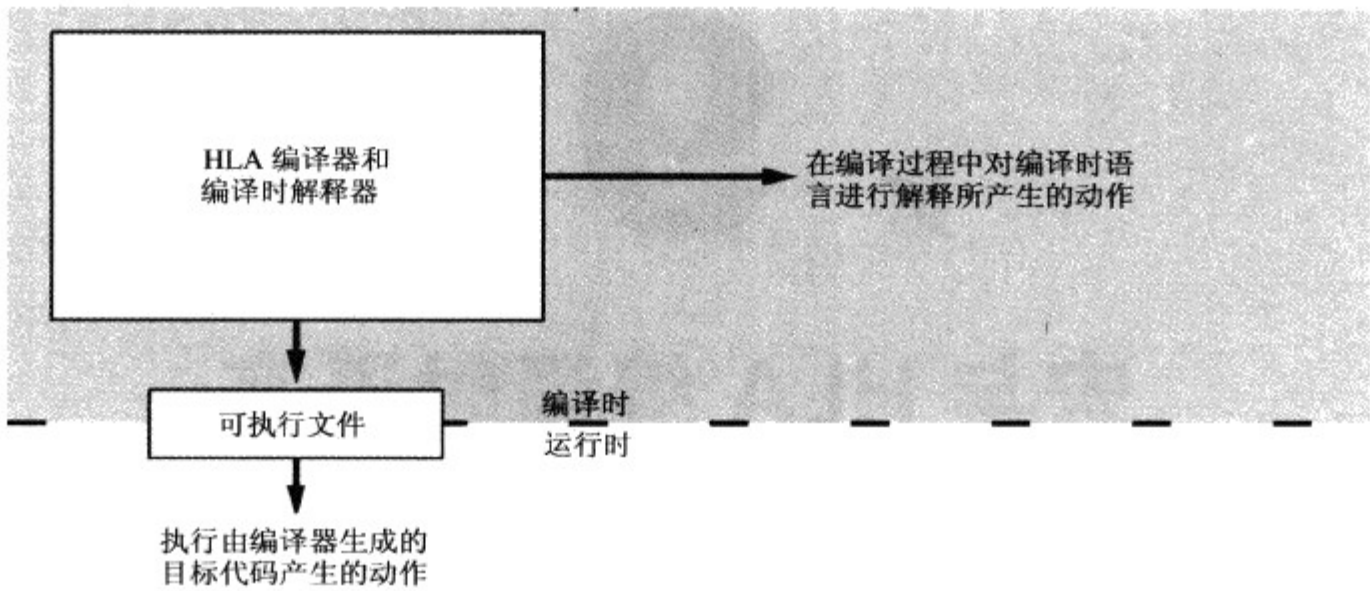 HLA 编译器和
编译时解释器
在编译过程中对编译时语
言进行解释所产生的动作
可执行文件
编译时
运行时
执行由编译器生成的
目标代码产生的动作